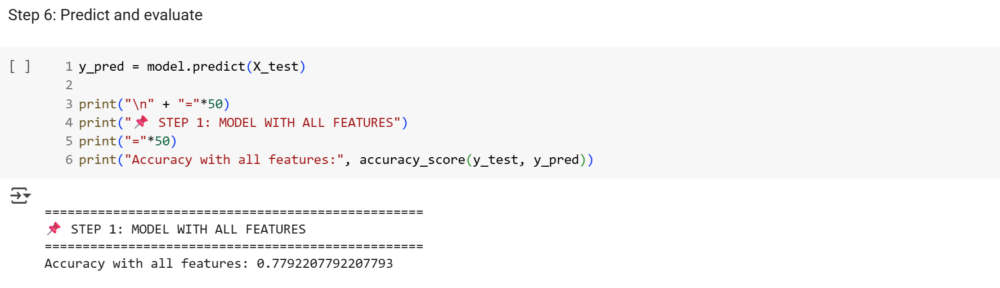 Step 6: Predict and evaluate
[ ]
1 y_pred = model.predict(X_test)
2
3 print("\n" + "="*50)
4 print("📌 STEP 1: MODEL WITH ALL FEATURES")
5 print("="*50)
6 print("Accuracy with all features:", accuracy_score(y_test, y_pred))
==================================================
📌 STEP 1: MODEL WITH ALL FEATURES
==================================================
Accuracy with all features: 0.7792207792207793